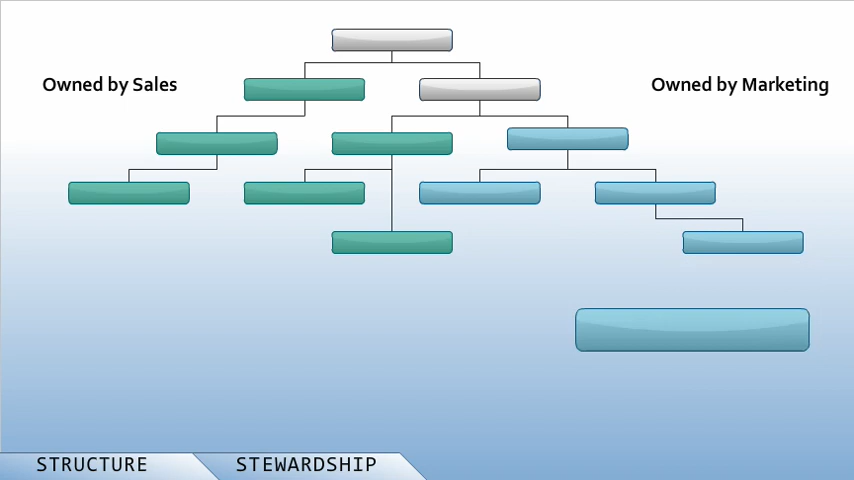 Owned by Sales
Owned by Marketing
STRUCTURE
STEWARDSHIP